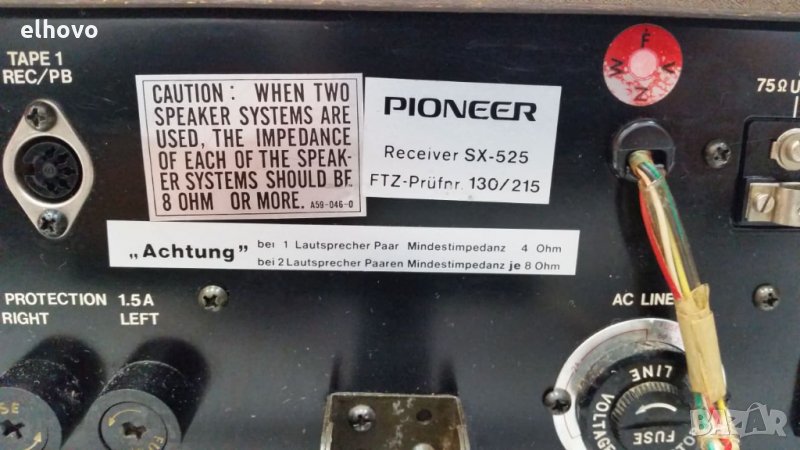 elhovo
TAPE 1
REC/PB
CAUTION: WHEN TWO
SPEAKER SYSTEMS ARE
USED, THE IMPEDANCE
OF EACH OF THE SPEAK-
ER SYSTEMS SHOULD BE
8 OHM OR MORE. A59-046-0
PIONEER
Receiver SX-525
FTZ-Prüfnr. 130/215
F
V
Z
M
75Ω U
„Achtung" bei 1 Lautsprecher Paar Mindestimpedanz 4 Ohm
bei 2 Lautsprecher Paaren Mindestimpedanz je 8 Ohm
PROTECTION 1.5A
RIGHT LEFT
AC LINE
LINE
VOLTAGE
FUSE
FUSE
BAZAR